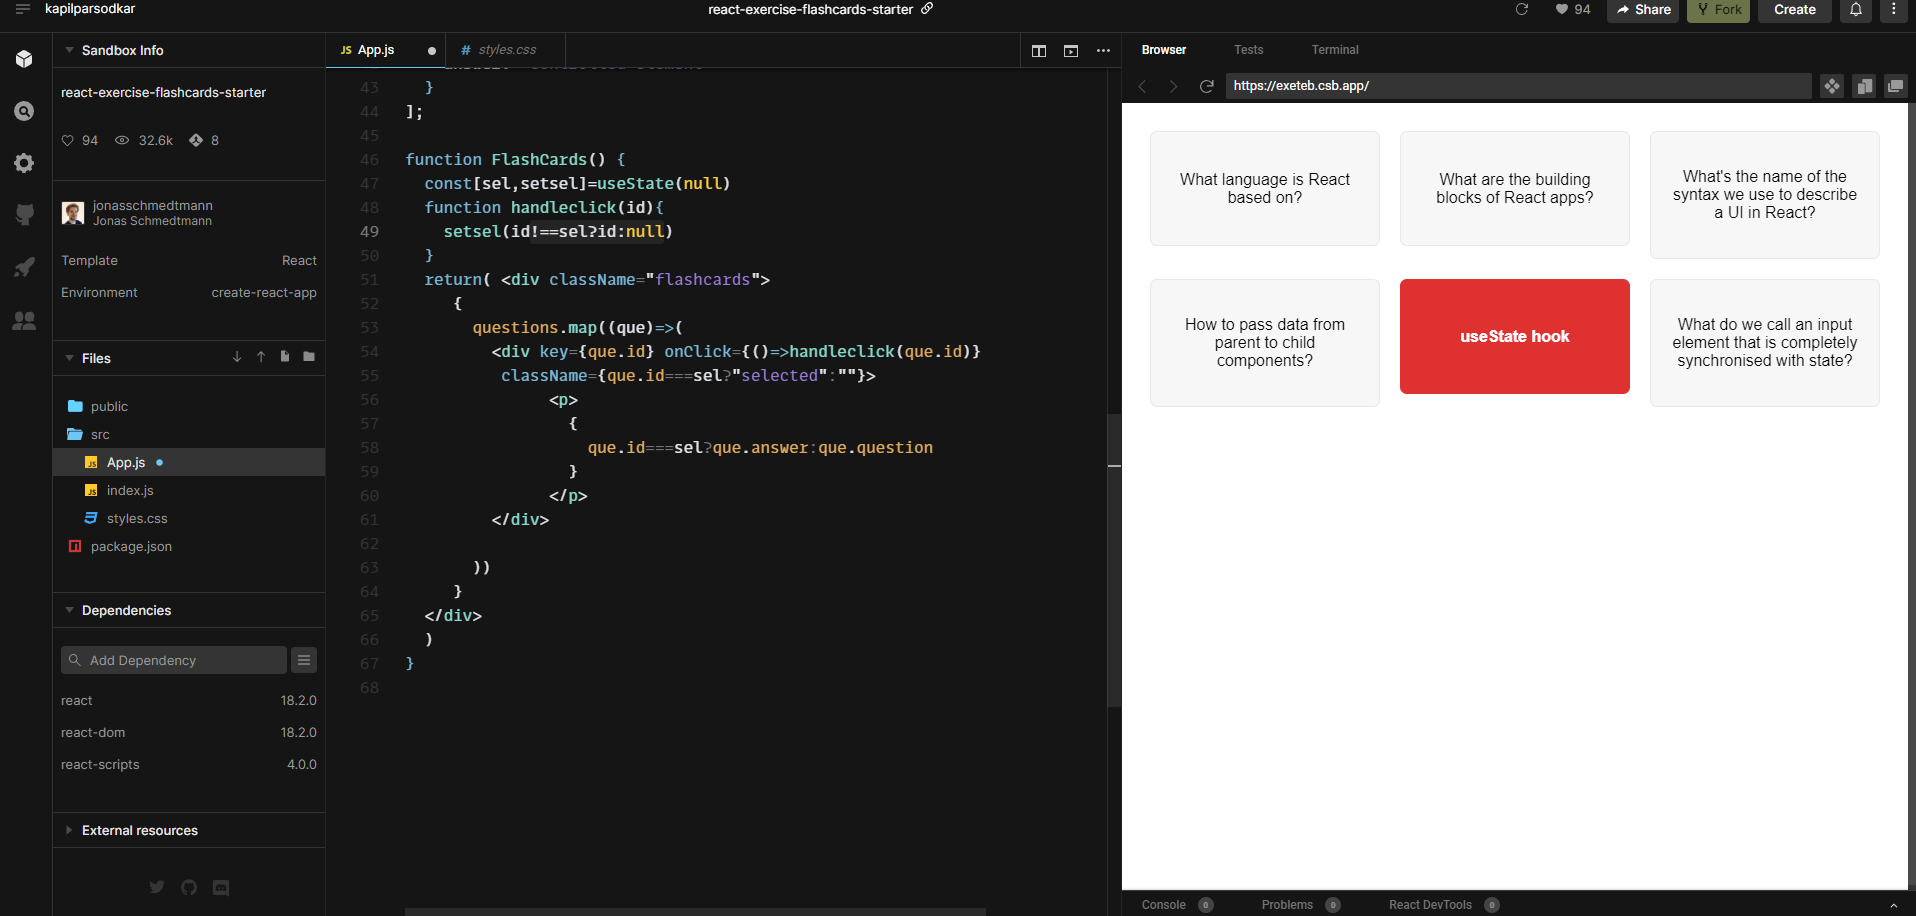 kapilparsodkar
react-exercise-flashcards-starter
94
Share
Fork
Create
Sandbox Info
react-exercise-flashcards-starter
94 32.6k 8
jonasschmedtmann
Jonas Schmedtmann
Template React
Environment create-react-app
Files
public
src
JS App.js
JS index.js
styles.css
package.json
Dependencies
Add Dependency
react 18.2.0
react-dom 18.2.0
react-scripts 4.0.0
External resources
JS App.js
# styles.css
43 }
44 ];
45
46 function FlashCards() {
47 const[sel,setsel]=useState(null)
48 function handleclick(id){
49 setsel(id!==sel?id:null)
50 }
51 return( <div className="flashcards">
52 {
53 questions.map((que)=>(
54 <div key={que.id} onClick={()=>handleclick(que.id)}
55 className={que.id===sel?"selected":""}>
56 <p>
57 {
58 que.id===sel?que.answer:que.question
59 }
60 </p>
61 </div>
62
63 ))
64 }
65 </div>
66 )
67 }
68
Browser Tests Terminal
https://exeteb.csb.app/
What language is React
based on?
What are the building
blocks of React apps?
What's the name of the
syntax we use to describe
a UI in React?
How to pass data from
parent to child
components?
useState hook
What do we call an input
element that is completely
synchronised with state?
Console 0 Problems 0 React DevTools 0